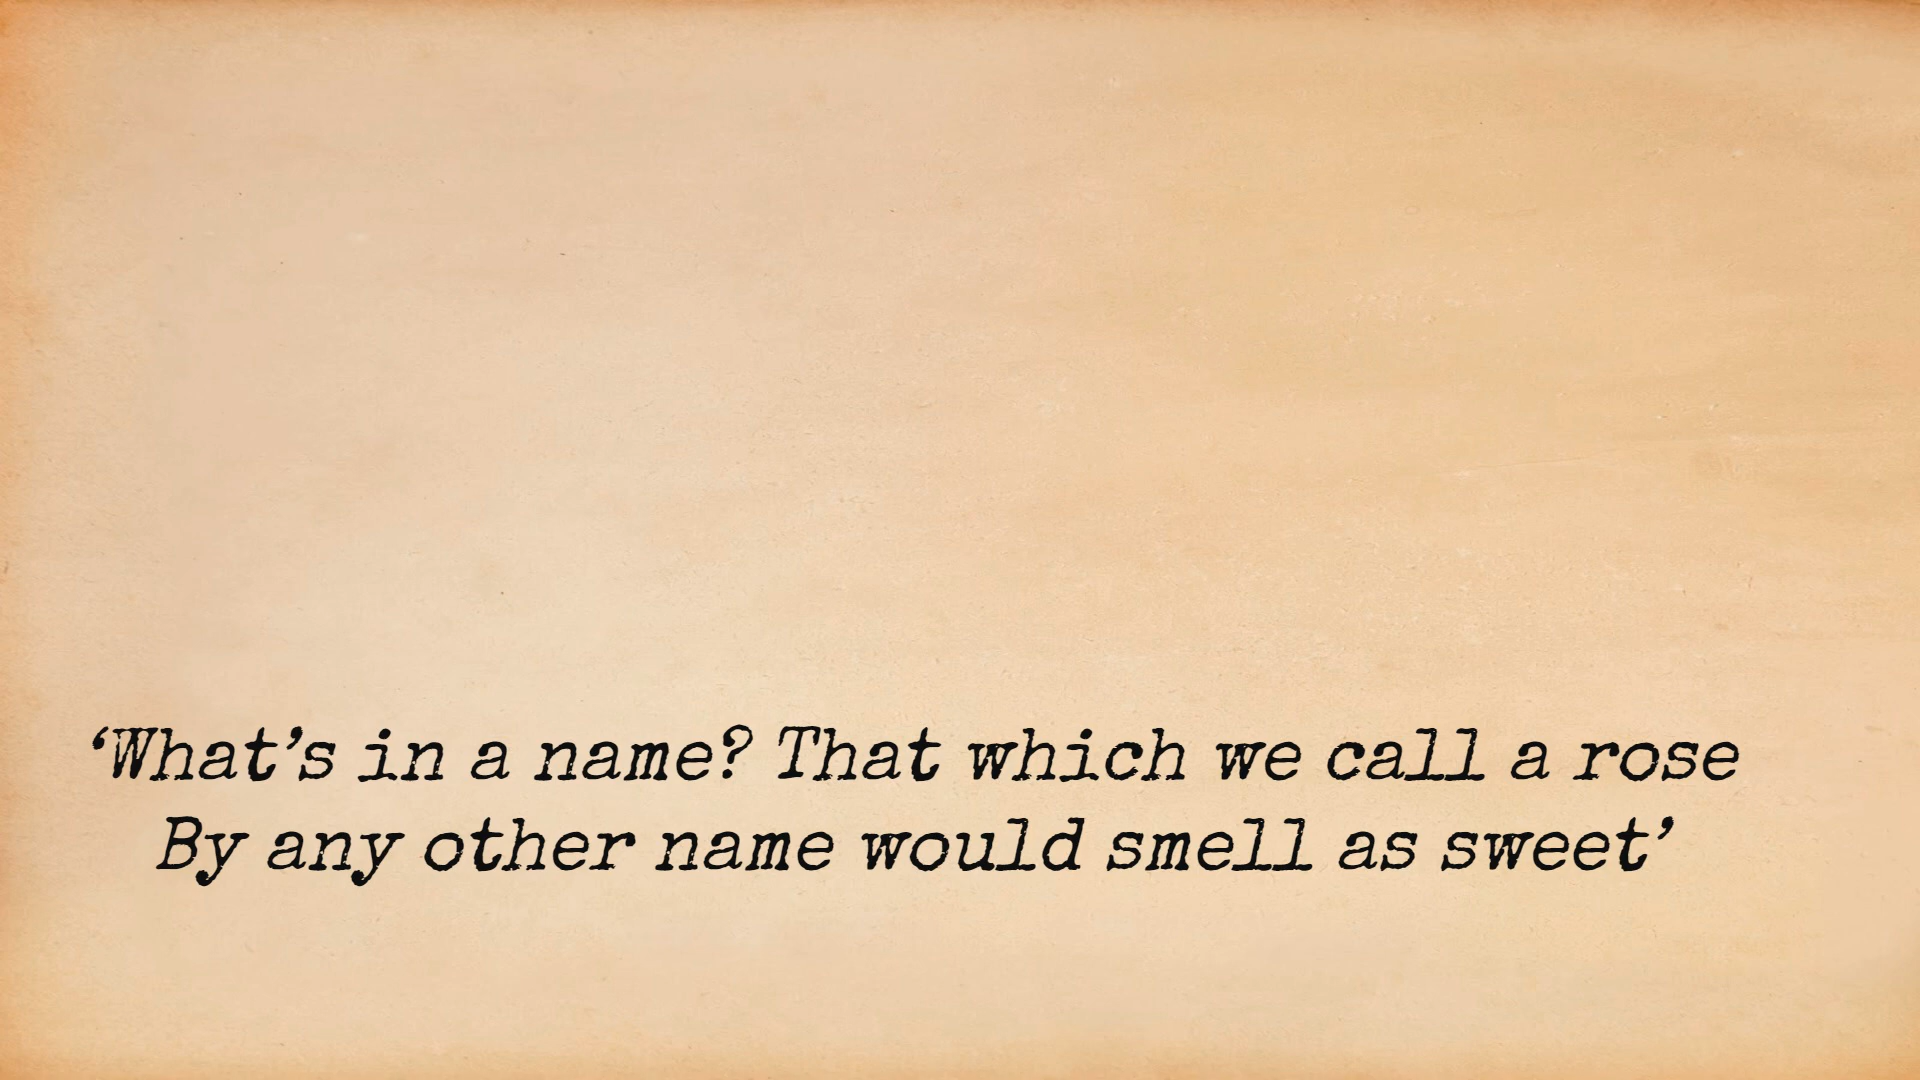 ‘What’s in a name? That which we call a rose
By any other name would smell as sweet’